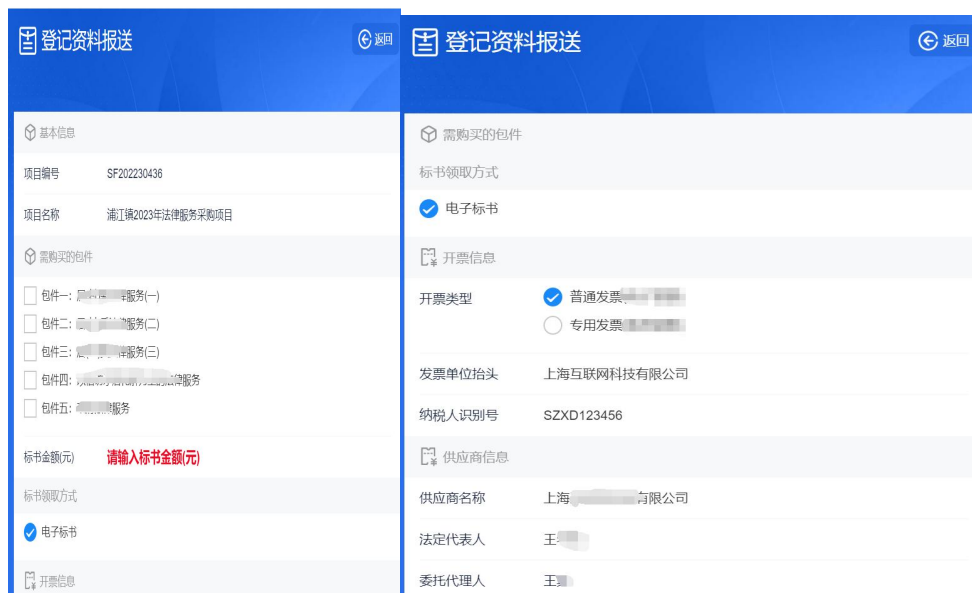 登记资料报送
返回
基本信息
项目编号 SF202230436
项目名称 浦江镇2023年法律服务采购项目
需购买的包件
包件一: 服务(一)
包件二: 服务(二)
包件三: 服务(三)
包件四: 法律服务
包件五: 服务
标书金额(元) 请输入标书金额(元)
标书领取方式
电子标书
开票信息
登记资料报送
返回
需购买的包件
标书领取方式
电子标书
开票信息
开票类型 普通发票
专用发票
发票单位抬头 上海互联网科技有限公司
纳税人识别号 SZXD123456
供应商信息
供应商名称 上海 有限公司
法定代表人 王
委托代理人 王